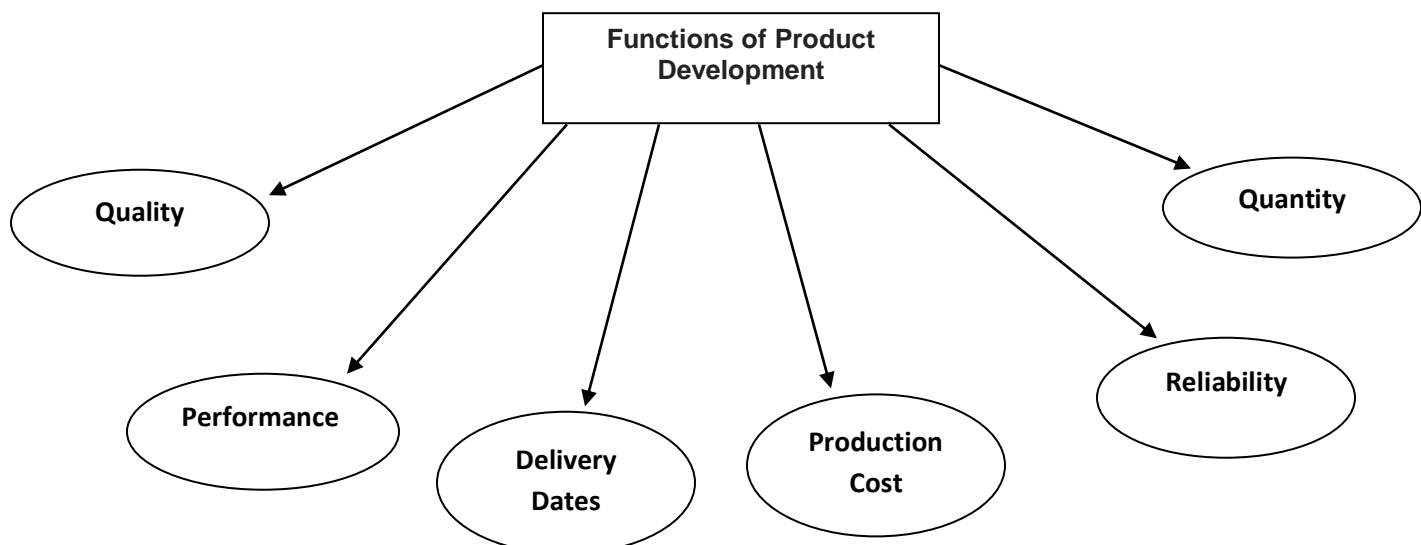 Functions of Product
Development
Quality
Quantity
Performance
Delivery
Dates
Production
Cost
Reliability